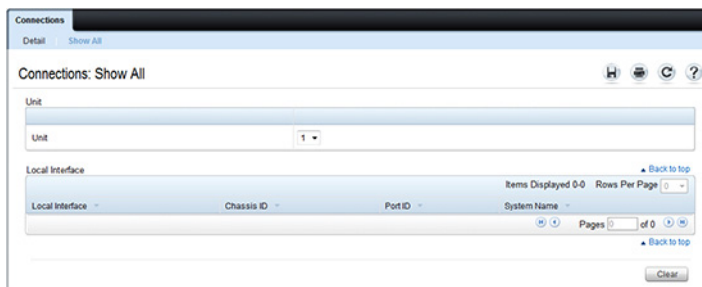 Connections
Detail Show All
Connections: Show All
?
Unit
Unit 1
Local Interface Back to top
Items Displayed 0-0 Rows Per Page 0
Local Interface Chassis ID Port ID System Name
Pages 0 of 0
Back to top
Clear